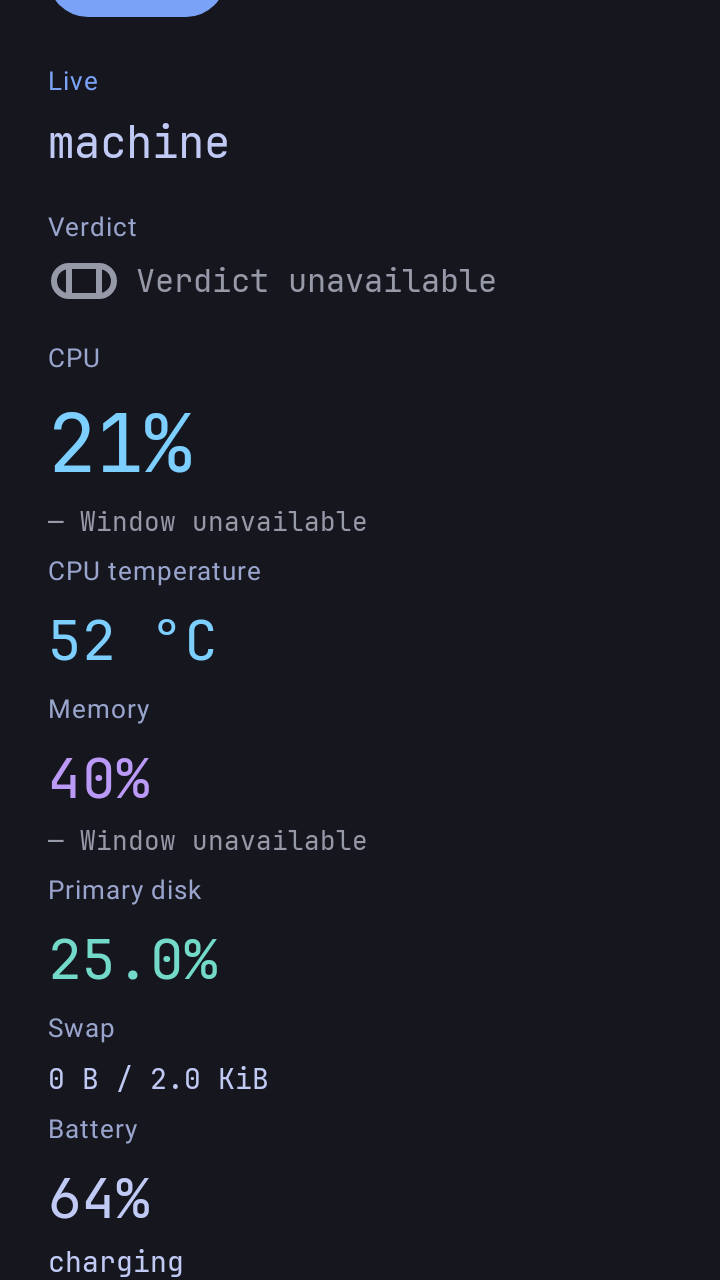 Live
machine
Verdict
Verdict unavailable
CPU
21%
— Window unavailable
CPU temperature
52 °C
Memory
40%
— Window unavailable
Primary disk
25.0%
Swap
0 B / 2.0 KiB
Battery
64%
charging